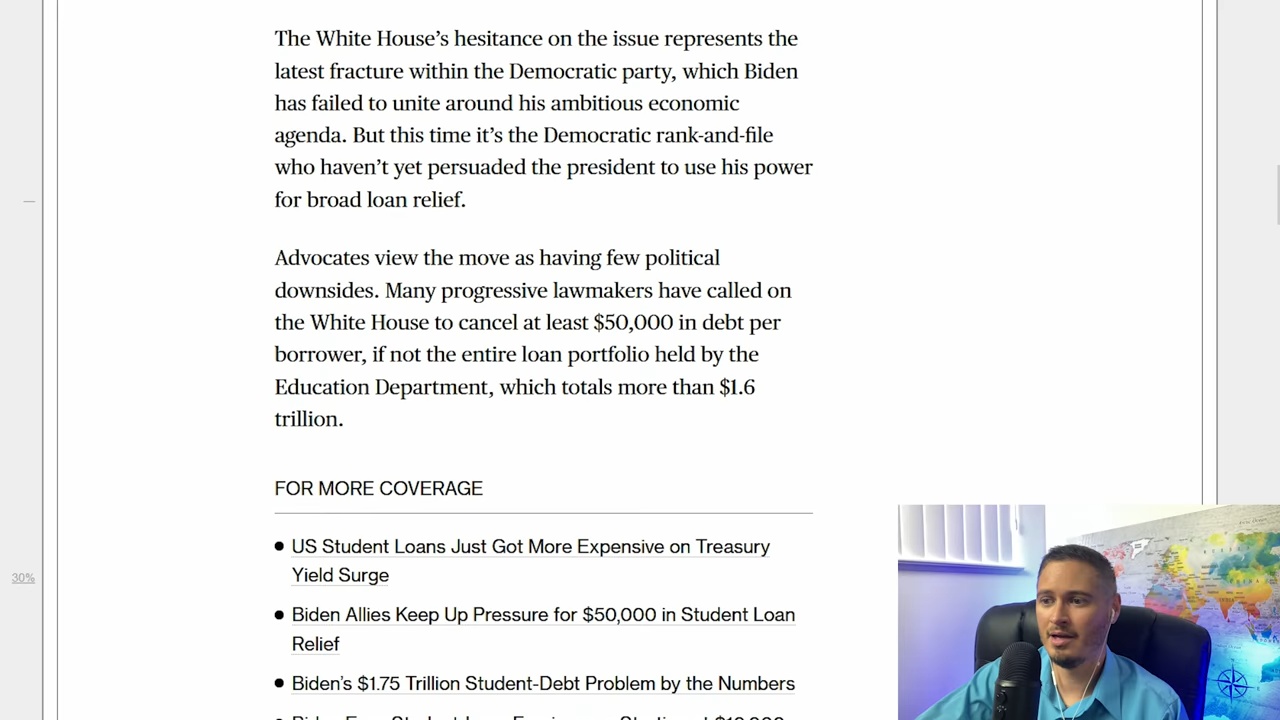 The White House’s hesitance on the issue represents the
latest fracture within the Democratic party, which Biden
has failed to unite around his ambitious economic
agenda. But this time it’s the Democratic rank-and-file
who haven’t yet persuaded the president to use his power
for broad loan relief.
Advocates view the move as having few political
downsides. Many progressive lawmakers have called on
the White House to cancel at least $50,000 in debt per
borrower, if not the entire loan portfolio held by the
Education Department, which totals more than $1.6
trillion.
FOR MORE COVERAGE
US Student Loans Just Got More Expensive on Treasury
Yield Surge
30%
Biden Allies Keep Up Pressure for $50,000 in Student Loan
Relief
Biden’s $1.75 Trillion Student-Debt Problem by the Numbers